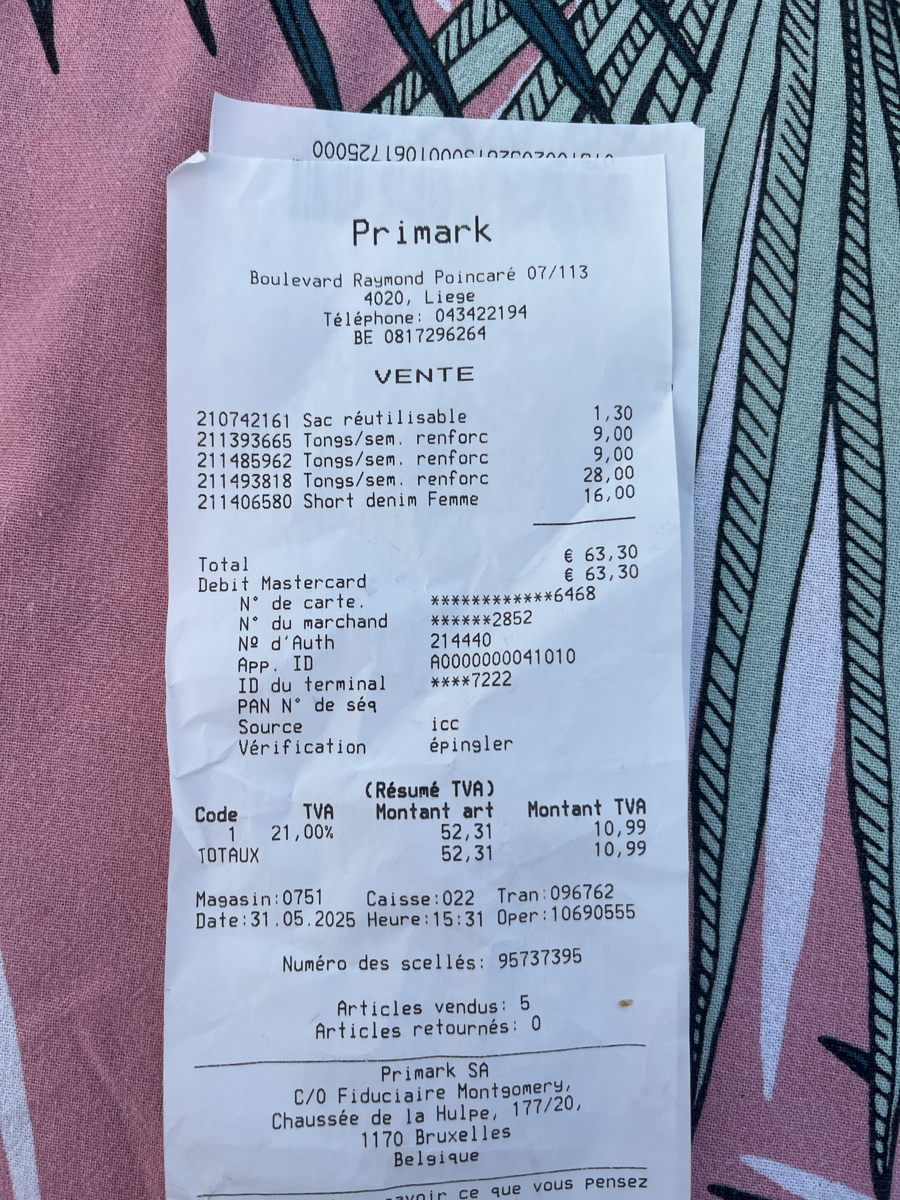 Primark
Boulevard Raymond Poincaré 07/113
4020, Liege
Téléphone: 043422194
BE 0817296264
VENTE
210742161 Sac réutilisable 1,30
211393665 Tongs/sem. renforc 9,00
211485962 Tongs/sem. renforc 9,00
211493818 Tongs/sem. renforc 28,00
211406580 Short denim Femme 16,00
Total € 63,30
Debit Mastercard € 63,30
N° de carte. ************6468
N° du marchand ******2852
Nº d'Auth 214440
App. ID A0000000041010
ID du terminal ****7222
PAN N° de séq
Source icc
Vérification épingler
(Résumé TVA)
Code TVA Montant art Montant TVA
1 21,00% 52,31 10,99
TOTAUX 52,31 10,99
Magasin:0751 Caisse:022 Tran:096762
Date:31.05.2025 Heure:15:31 Oper:10690555
Numéro des scellés: 95737395
Articles vendus: 5
Articles retournés: 0
Primark SA
C/O Fiduciaire Montgomery,
Chaussée de la Hulpe, 177/20,
1170 Bruxelles
Belgique
ce que vous pensez